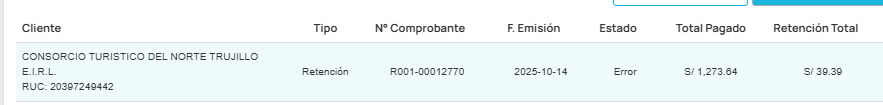 Cliente Tipo Nº Comprobante F. Emisión Estado Total Pagado Retención Total
CONSORCIO TURISTICO DEL NORTE TRUJILLO
E.I.R.L. Retención R001-00012770 2025-10-14 Error S/ 1,273.64 S/ 39.39
RUC: 20397249442